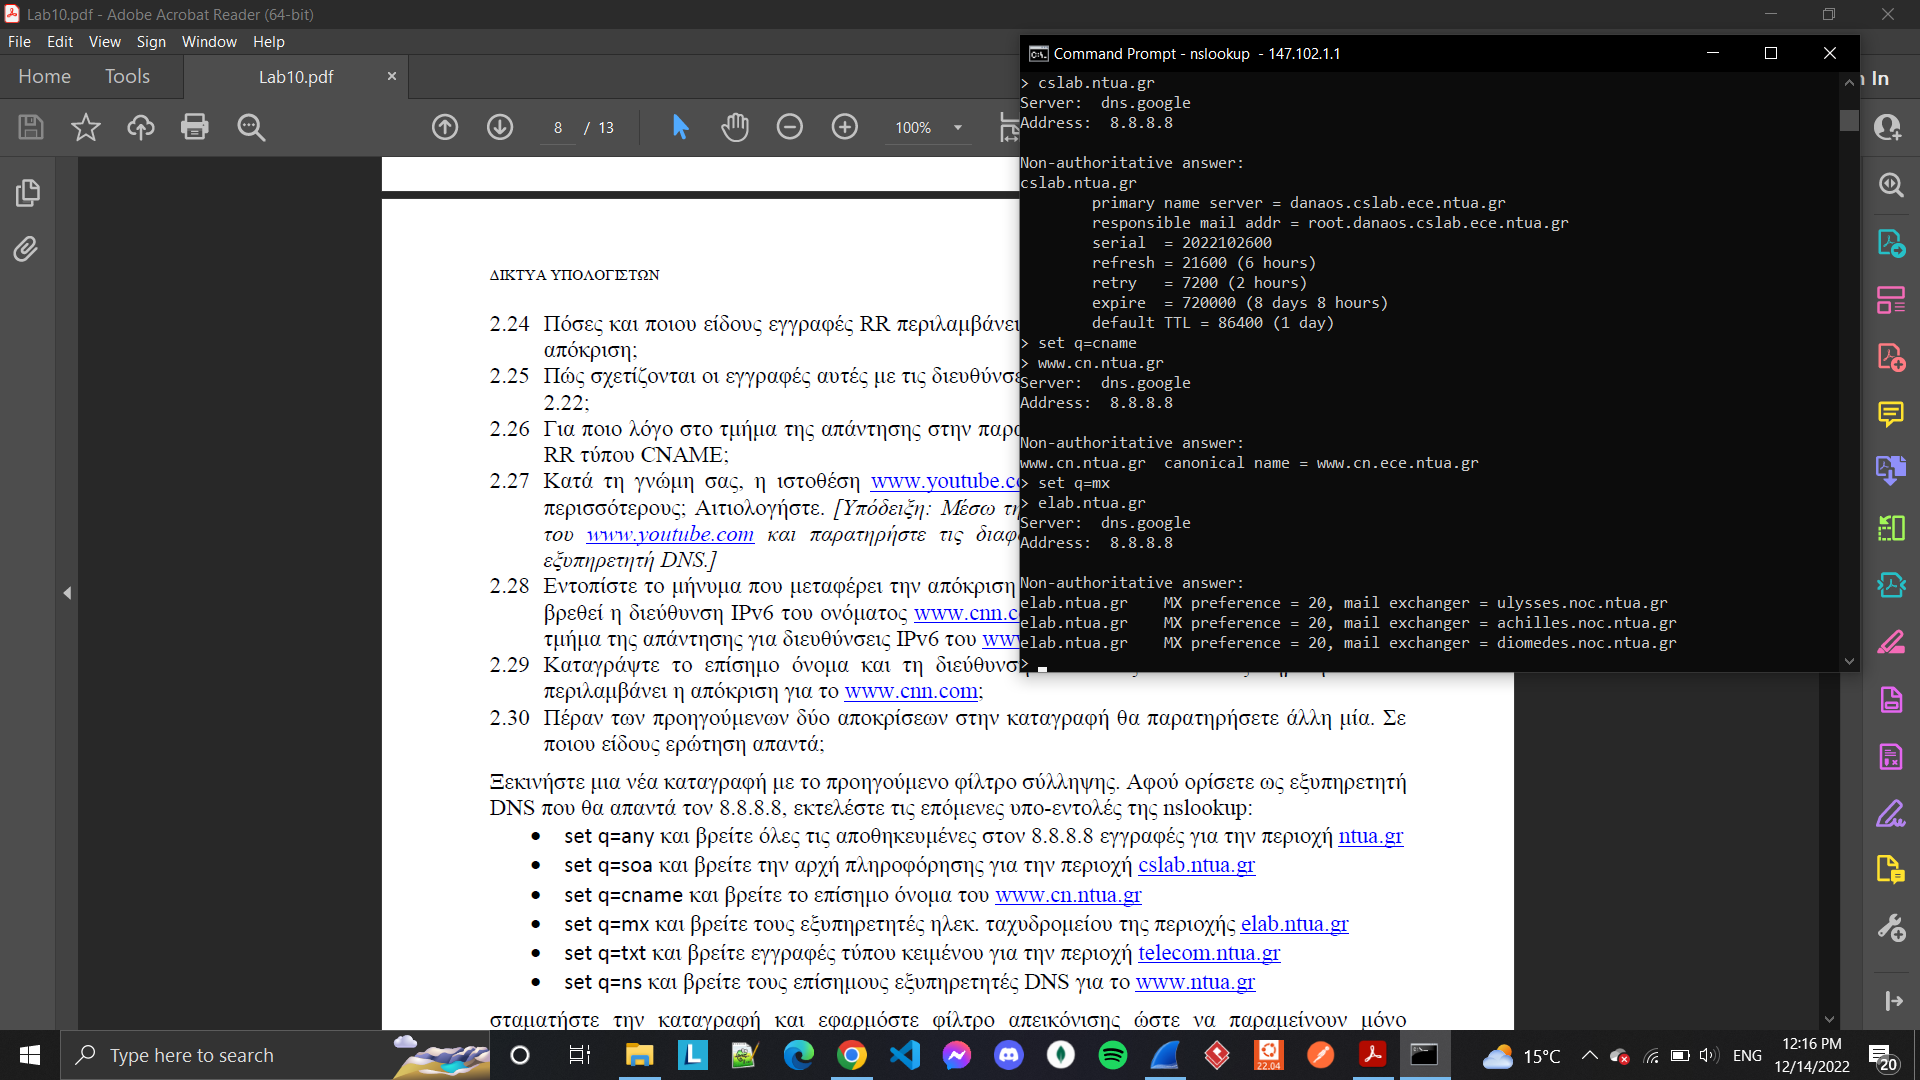 Lab10.pdf - Adobe Acrobat Reader (64-bit)
File Edit View Sign Window Help
Home Tools Lab10.pdf ×
8 / 13 100%
ΔΙΚΤΥΑ ΥΠΟΛΟΓΙΣΤΩΝ
2.24 Πόσες και ποιου είδους εγγραφές RR περιλαμβάνει
απόκριση;
2.25 Πώς σχετίζονται οι εγγραφές αυτές με τις
2.22;
2.26 Για ποιο λόγο στο τμήμα της απάντησης στην
RR τύπου CNAME;
2.27 Κατά τη γνώμη σας, η ιστοθέση
περισσότερους; Αιτιολογήστε. [Υπόδειξη: Μέσω
του www.youtube.com και παρατηρήστε τις
εξυπηρετητή DNS.]
2.28 Εντοπίστε το μήνυμα που μεταφέρει την απόκριση
βρεθεί η διεύθυνση IPv6 του ονόματος
τμήμα της απάντησης για διευθύνσεις IPv6 του
2.29 Καταγράψτε το επίσημο όνομα και τη
περιλαμβάνει η απόκριση για το www.cnn.com;
2.30 Πέραν των προηγούμενων δύο αποκρίσεων στην καταγραφή θα παρατηρήσετε άλλη μία. Σε
ποιου είδους ερώτηση απαντά;
Ξεκινήστε μια νέα καταγραφή με το προηγούμενο φίλτρο σύλληψης. Αφού ορίσετε ως εξυπηρετητή
DNS που θα απαντά τον 8.8.8.8, εκτελέστε τις επόμενες υπο-εντολές της nslookup:
• set q=any και βρείτε όλες τις αποθηκευμένες στον 8.8.8.8 εγγραφές για την περιοχή ntua.gr
• set q=soa και βρείτε την αρχή πληροφόρησης για την περιοχή cslab.ntua.gr
• set q=cname και βρείτε το επίσημο όνομα του www.cn.ntua.gr
• set q=mx και βρείτε τους εξυπηρετητές ηλεκ. ταχυδρομείου της περιοχής elab.ntua.gr
• set q=txt και βρείτε εγγραφές τύπου κειμένου για την περιοχή telecom.ntua.gr
• set q=ns και βρείτε τους επίσημους εξυπηρετητές DNS για το www.ntua.gr
σταματήστε την καταγραφή και εφαρμόστε φίλτρο απεικόνισης ώστε να παραμείνουν μόνο
Command Prompt - nslookup - 147.102.1.1
> cslab.ntua.gr
Server: dns.google
Address: 8.8.8.8
Non-authoritative answer:
cslab.ntua.gr
primary name server = danaos.cslab.ece.ntua.gr
responsible mail addr = root.danaos.cslab.ece.ntua.gr
serial = 2022102600
refresh = 21600 (6 hours)
retry = 7200 (2 hours)
expire = 720000 (8 days 8 hours)
default TTL = 86400 (1 day)
> set q=cname
> www.cn.ntua.gr
Server: dns.google
Address: 8.8.8.8
Non-authoritative answer:
www.cn.ntua.gr canonical name = www.cn.ece.ntua.gr
> set q=mx
> elab.ntua.gr
Server: dns.google
Address: 8.8.8.8
Non-authoritative answer:
elab.ntua.gr MX preference = 20, mail exchanger = ulysses.noc.ntua.gr
elab.ntua.gr MX preference = 20, mail exchanger = achilles.noc.ntua.gr
elab.ntua.gr MX preference = 20, mail exchanger = diomedes.noc.ntua.gr
>
In
Type here to search
22.04
15°C ENG
12:16 PM
12/14/2022
20